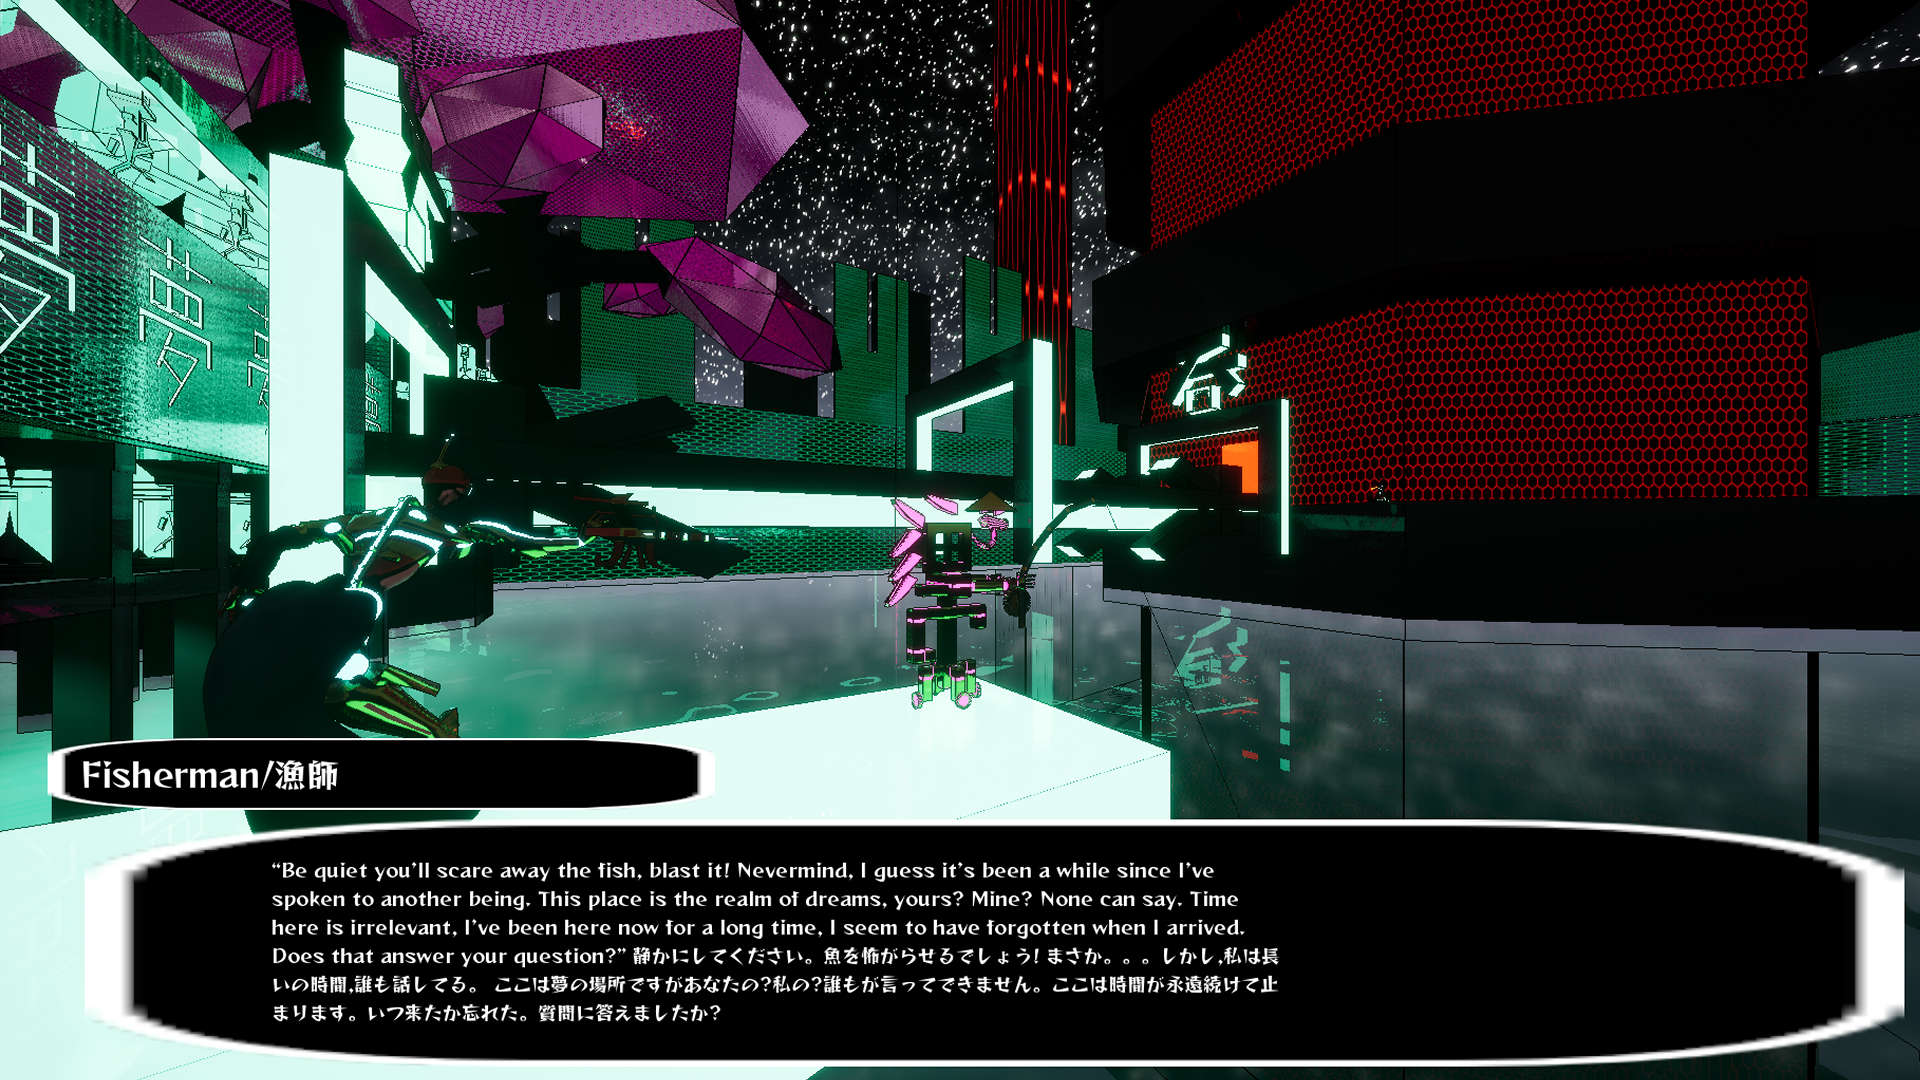 夢
夢
Fisherman/漁師
“Be quiet you’ll scare away the fish, blast it! Nevermind, I guess it’s been a while since I’ve
spoken to another being. This place is the realm of dreams, yours? Mine? None can say. Time
here is irrelevant, I’ve been here now for a long time, I seem to have forgotten when I arrived.
Does that answer your question?” 静かにしてください。魚を怖がらせるでしょう! まさか。。。しかし,私は長
いの時間,誰も話してる。 ここは夢の場所ですがあなたの?私の?誰もが言ってできません。ここは時間が永遠続けて止
まります。いつ来たか忘れた。質問に答えましたか?